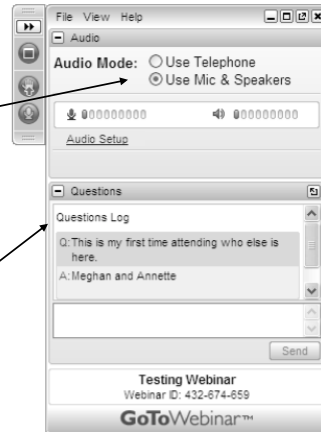 File View Help
Audio
Audio Mode: Use Telephone
Use Mic & Speakers
000000000 000000000
Audio Setup
Questions
Questions Log
Q: This is my first time attending who else is
here.
A: Meghan and Annette
Send
Testing Webinar
Webinar ID: 432-674-659
GoToWebinar™